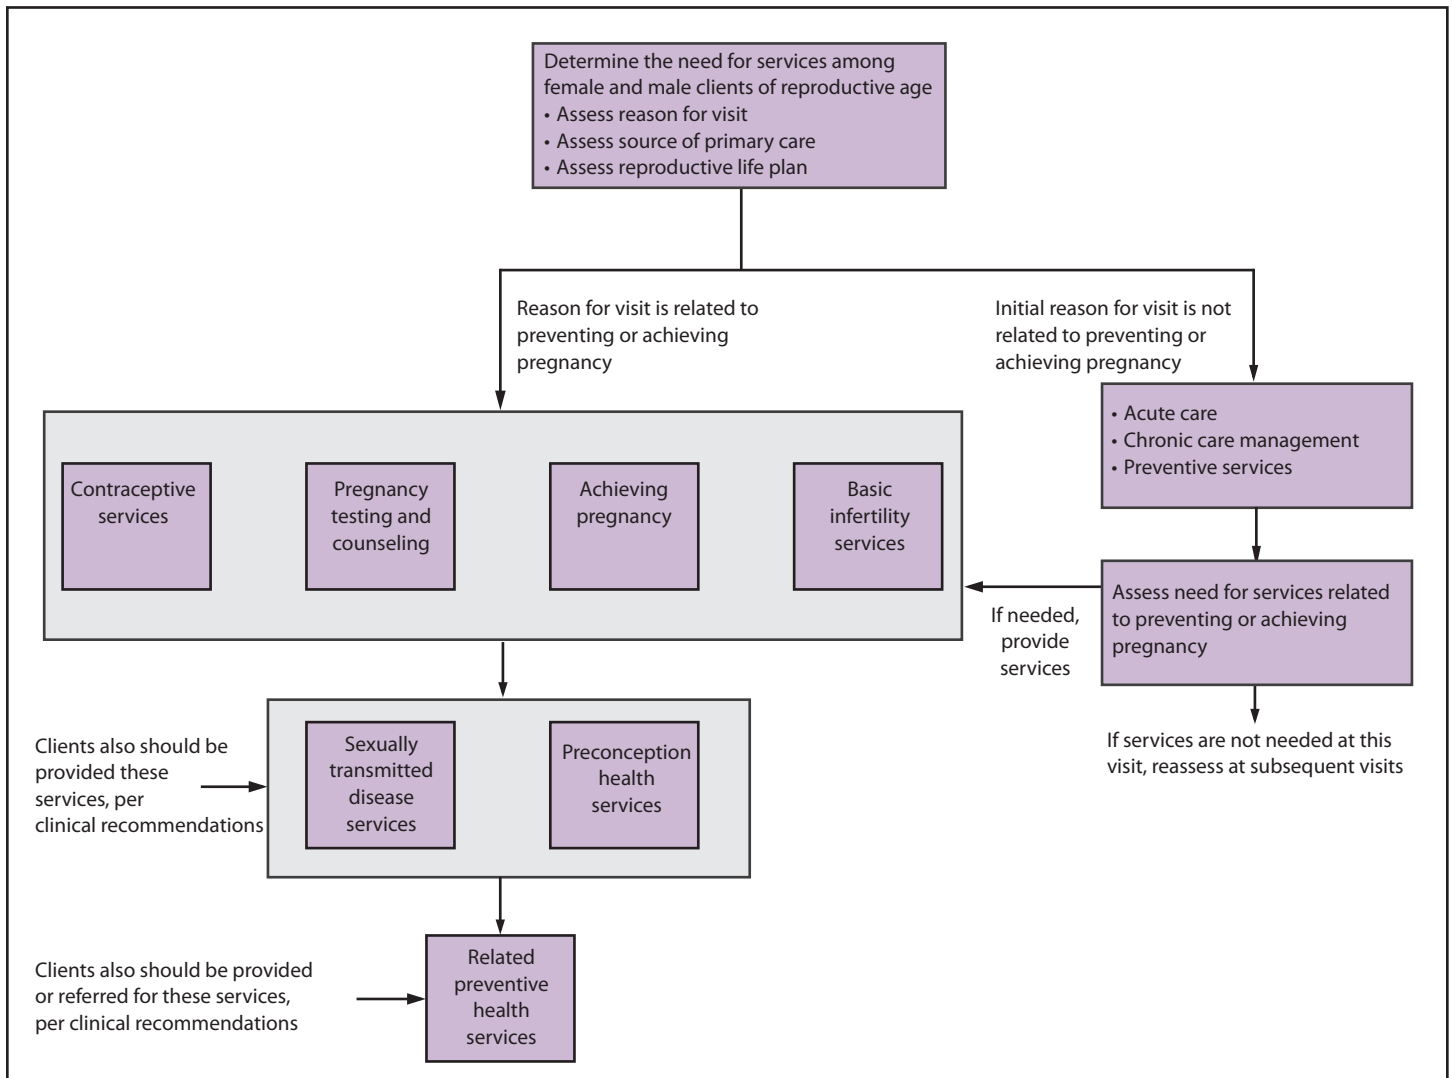 Determine the need for services among
female and male clients of reproductive age
• Assess reason for visit
• Assess source of primary care
• Assess reproductive life plan
Reason for visit is related to
preventing or achieving
pregnancy
Initial reason for visit is not
related to preventing or
achieving pregnancy
• Acute care
• Chronic care management
• Preventive services
Contraceptive
services
Pregnancy
testing and
counseling
Achieving
pregnancy
Basic
infertility
services
Assess need for services related
to preventing or achieving
pregnancy
If needed,
provide
services
If services are not needed at this
visit, reassess at subsequent visits
Clients also should be
provided these
services, per
clinical recommendations
Sexually
transmitted
disease
services
Preconception
health
services
Clients also should be provided
or referred for these services,
per clinical recommendations
Related
preventive
health
services